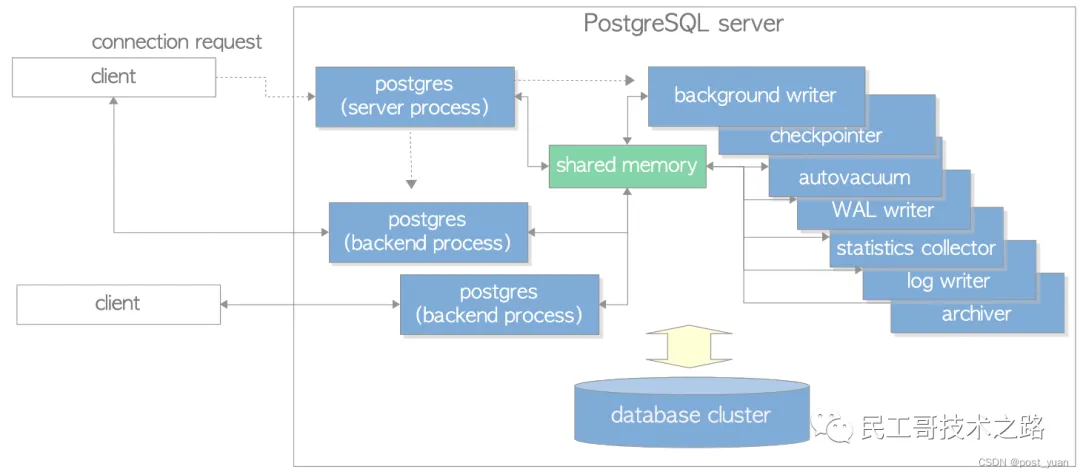 PostgreSQL server
connection request
client
postgres
(server process)
background writer
checkpointer
shared memory
autovacuum
WAL writer
postgres
(backend process)
statistics collector
log writer
archiver
client
postgres
(backend process)
database cluster
民工哥技术之路
CSDN @post_yuan